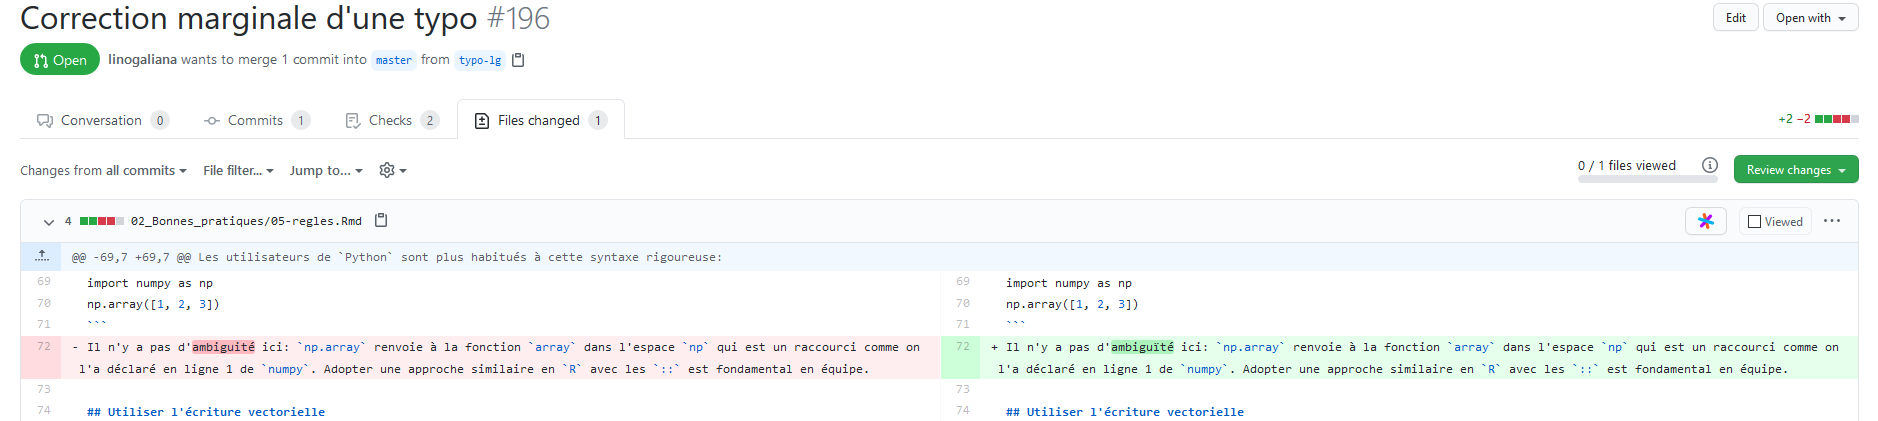 Correction marginale d'une typo #196
Edit
Open with
Open
linogaliana wants to merge 1 commit into master from typo-lg
Conversation 0
Commits 1
Checks 2
Files changed 1
+2 −2
Changes from all commits
File filter...
Jump to...
0 / 1 files viewed
Review changes
4 02_Bonnes_pratiques/05-regles.Rmd
Viewed
@@ -69,7 +69,7 @@ Les utilisateurs de `Python` sont plus habitués à cette syntaxe rigoureuse:
69 import numpy as np
70 np.array([1, 2, 3])
71 ```
72 - Il n'y a pas d'ambiguité ici: `np.array` renvoie à la fonction `array` dans l'espace `np` qui est un raccourci comme on
l'a déclaré en ligne 1 de `numpy`. Adopter une approche similaire en `R` avec les `::` est fondamental en équipe.
73
74 ## Utiliser l'écriture vectorielle
69 import numpy as np
70 np.array([1, 2, 3])
71 ```
72 + Il n'y a pas d'ambiguïté ici: `np.array` renvoie à la fonction `array` dans l'espace `np` qui est un raccourci comme on
l'a déclaré en ligne 1 de `numpy`. Adopter une approche similaire en `R` avec les `::` est fondamental en équipe.
73
74 ## Utiliser l'écriture vectorielle